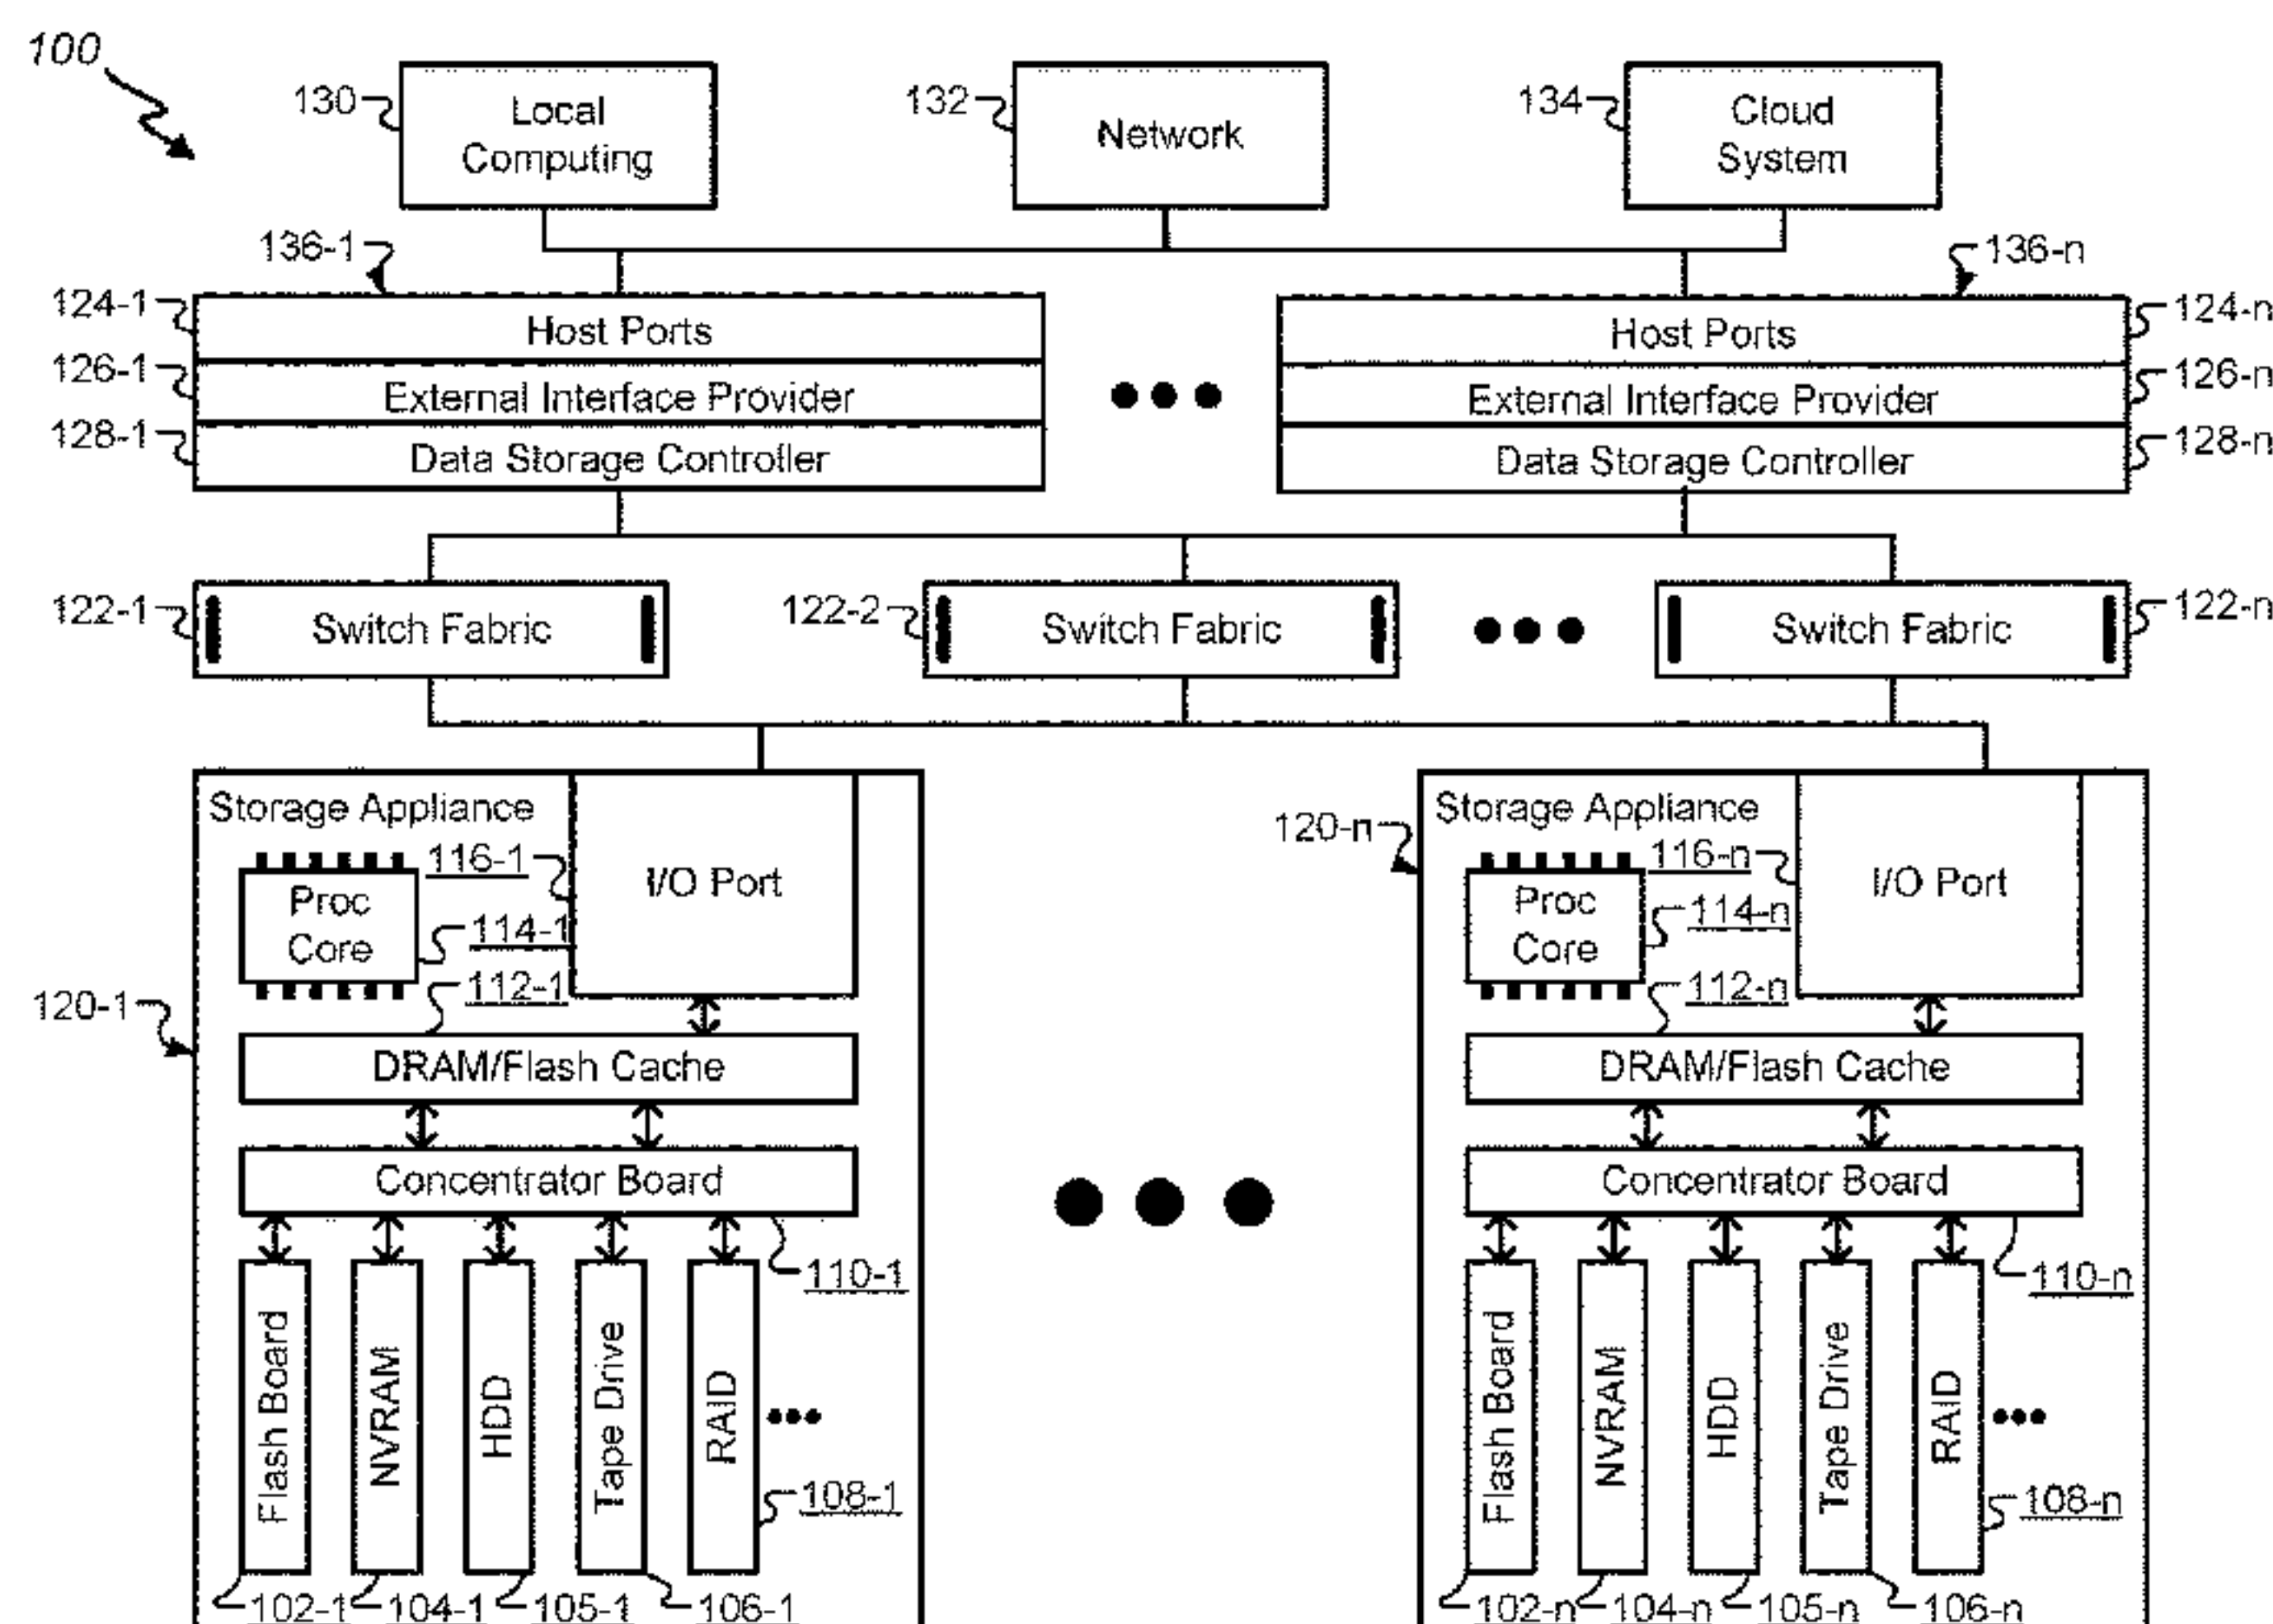 100
130
Local
Computing
132
Network
134
Cloud
System
136-1
136-n
124-1
Host Ports
Host Ports
124-n
126-1
External Interface Provider
External Interface Provider
126-n
128-1
Data Storage Controller
Data Storage Controller
128-n
122-1
Switch Fabric
122-2
Switch Fabric
Switch Fabric
122-n
Storage Appliance
116-1
I/O Port
Proc
Core
114-1
112-1
120-1
DRAM/Flash Cache
Concentrator Board
110-1
Flash Board
NVRAM
HDD
Tape Drive
RAID
108-1
102-1
104-1
105-1
106-1
120-n
Storage Appliance
116-n
I/O Port
Proc
Core
114-n
112-n
DRAM/Flash Cache
Concentrator Board
110-n
Flash Board
NVRAM
HDD
Tape Drive
RAID
108-n
102-n
104-n
105-n
106-n